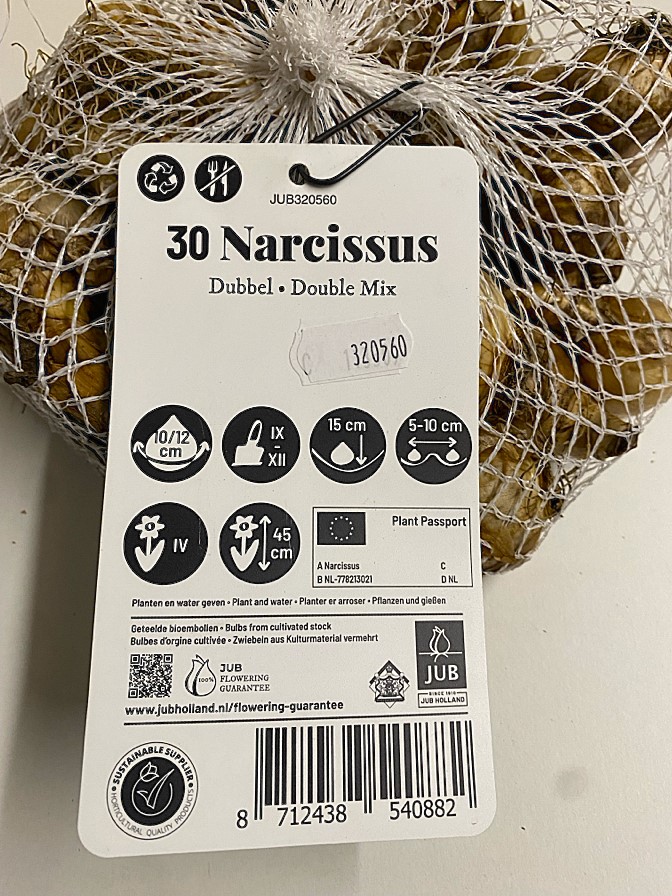 JUB320560
30 Narcissus
Dubbel • Double Mix
320560
10/12 cm
IX - XII
15 cm
5-10 cm
IV
45 cm
Plant Passport
A Narcissus C
B NL-778213021 D NL
Planten en water geven • Plant and water • Planter er arroser • Pflanzen und gießen
Geteelde bloembollen • Bulbs from cultivated stock
Bulbes d'orgine cultivée • Zwiebeln aus Kulturmaterial vermehrt
100%
JUB
FLOWERING
GUARANTEE
JUB
SINCE 1910
JUB HOLLAND
www.jubholland.nl/flowering-guarantee
SUSTAINABLE SUPPLIER
HORTICULTURAL QUALITY PRODUCTS
8 712438 540882